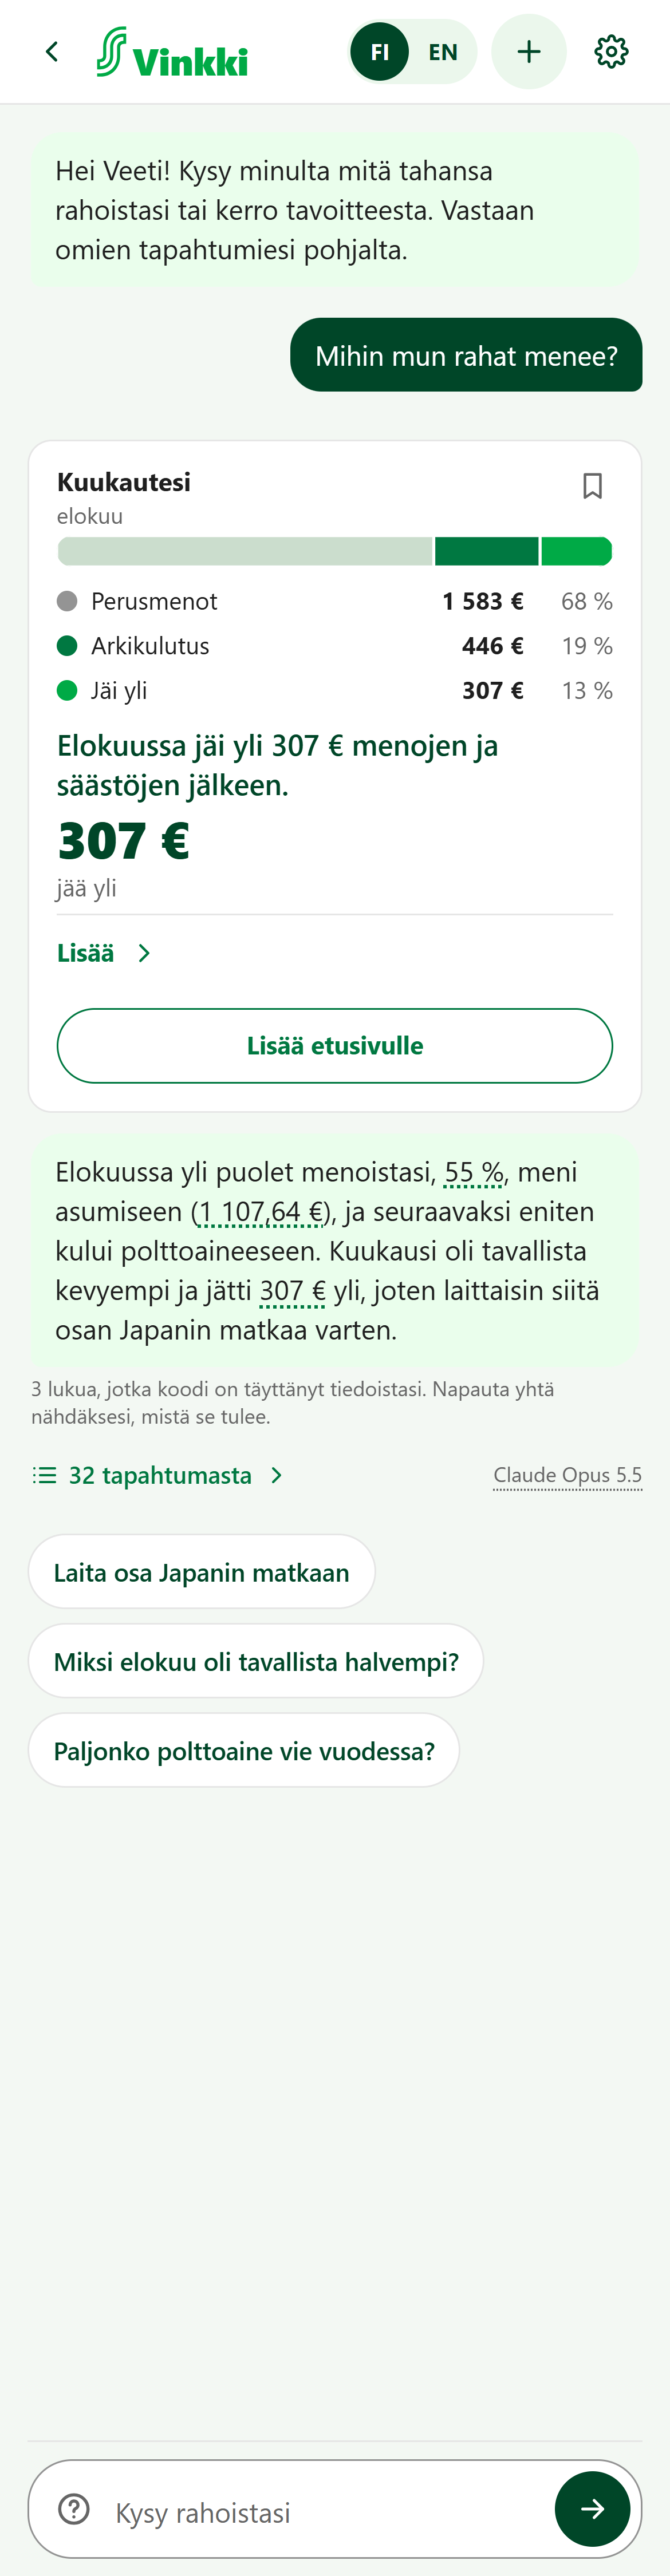 Vinkki
FI EN
Hei Veeti! Kysy minulta mitä tahansa
rahoistasi tai kerro tavoitteesta. Vastaan
omien tapahtumiesi pohjalta.
Mihin mun rahat menee?
Kuukautesi
elokuu
Perusmenot 1 583 € 68 %
Arkikulutus 446 € 19 %
Jäi yli 307 € 13 %
Elokuussa jäi yli 307 € menojen ja
säästöjen jälkeen.
307 €
jää yli
Lisää
Lisää etusivulle
Elokuussa yli puolet menoistasi, 55 %, meni
asumiseen (1 107,64 €), ja seuraavaksi eniten
kului polttoaineeseen. Kuukausi oli tavallista
kevyempi ja jätti 307 € yli, joten laittaisin siitä
osan Japanin matkaa varten.
3 lukua, jotka koodi on täyttänyt tiedoistasi. Napauta yhtä
nähdäksesi, mistä se tulee.
32 tapahtumasta Claude Opus 5.5
Laita osa Japanin matkaan
Miksi elokuu oli tavallista halvempi?
Paljonko polttoaine vie vuodessa?
Kysy rahoistasi